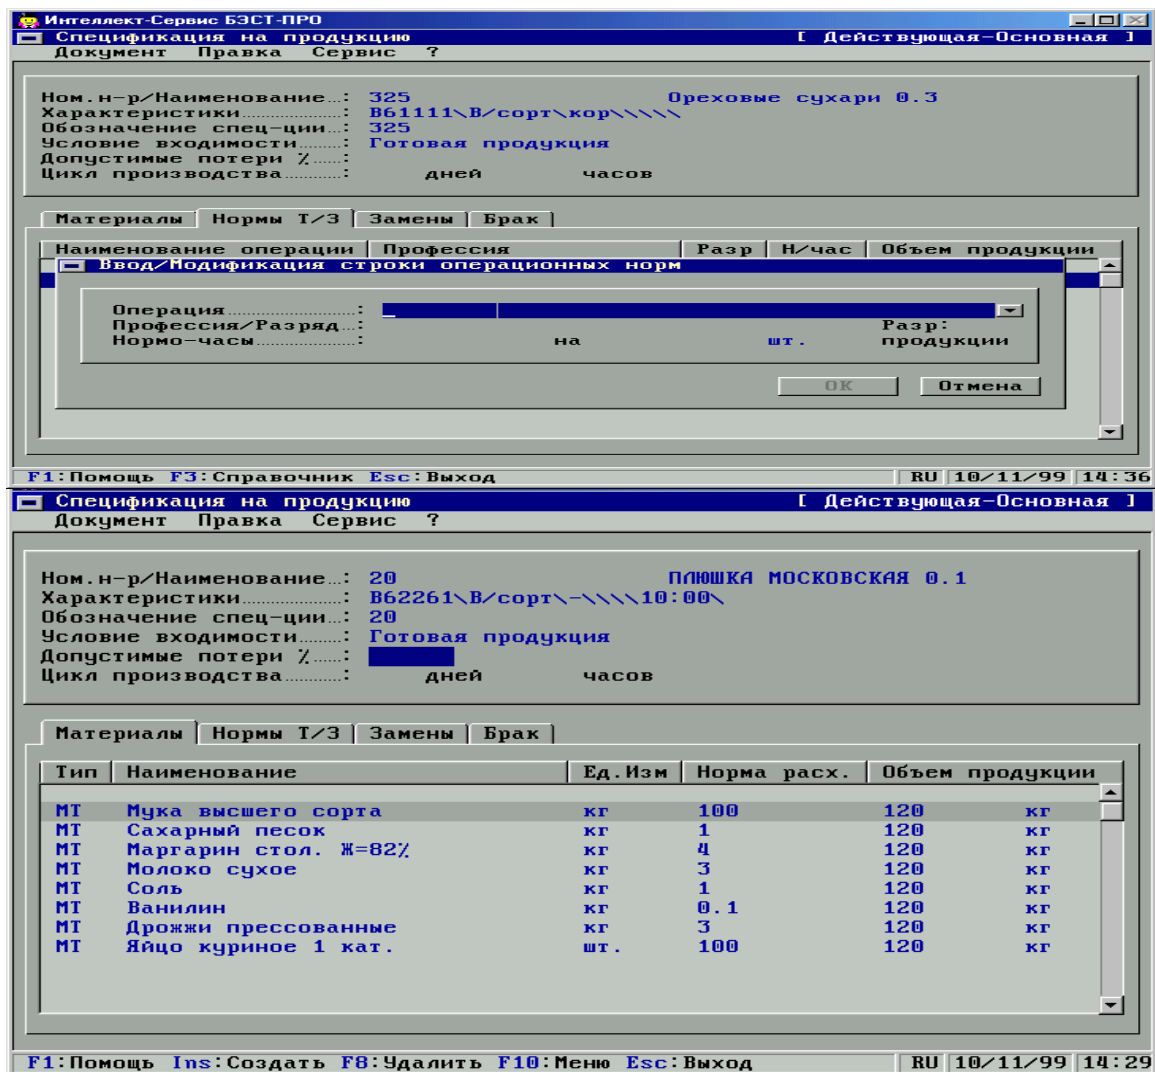 Интеллект-Сервис БЭСТ-ПРО
Спецификация на продукцию [ Действующая-Основная ]
Документ Правка Сервис ?
Ном.н-р/Наименование…: 325 Ореховые сухари 0.3
Характеристики………………: В61111\В/сорт\кор\\\\\
Обозначение спец-ции…: 325
Условие входимости………: Готовая продукция
Допустимые потери %……:
Цикл производства…………: дней часов
Материалы Нормы Т/З Замены Брак
Наименование операции Профессия Разр Н/час Объем продукции
Ввод/Модификация строки операционных норм
Операция…………………:
Профессия/Разряд…: Разр:
Нормо-часы………………: на шт. продукции
ОК Отмена
F1:Помощь F3:Справочник Esc:Выход RU 10/11/99 14:36
Спецификация на продукцию [ Действующая-Основная ]
Документ Правка Сервис ?
Ном.н-р/Наименование…: 20 ПЛЮШКА МОСКОВСКАЯ 0.1
Характеристики………………: В62261\В/сорт\-\\\\10:00\
Обозначение спец-ции…: 20
Условие входимости………: Готовая продукция
Допустимые потери %……:
Цикл производства…………: дней часов
Материалы Нормы Т/З Замены Брак
Тип Наименование Ед.Изм Норма расх. Объем продукции
МТ Мука высшего сорта кг 100 120 кг
МТ Сахарный песок кг 1 120 кг
МТ Маргарин стол. Ж=82% кг 4 120 кг
МТ Молоко сухое кг 3 120 кг
МТ Соль кг 1 120 кг
МТ Ванилин кг 0.1 120 кг
МТ Дрожжи прессованные кг 3 120 кг
МТ Яйцо куриное 1 кат. шт. 100 120 кг
F1:Помощь Ins:Создать F8:Удалить F10:Меню Esc:Выход RU 10/11/99 14:29